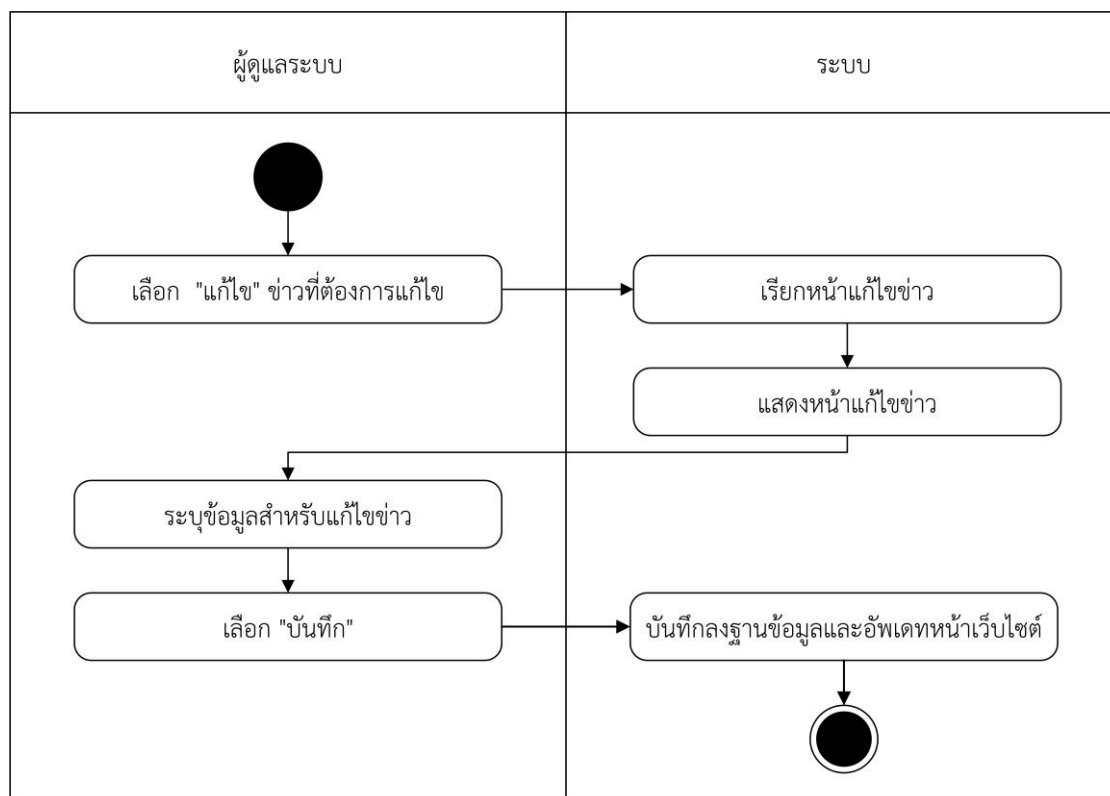 ผู้ดูแลระบบ
ระบบ
เลือก "แก้ไข" ข่าวที่ต้องการแก้ไข
เรียกหน้าแก้ไขข่าว
แสดงหน้าแก้ไขข่าว
ระบุข้อมูลสำหรับแก้ไขข่าว
เลือก "บันทึก"
บันทึกลงฐานข้อมูลและอัพเดทหน้าเว็บไซต์